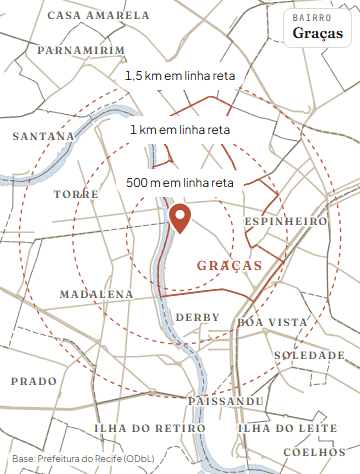 CASA AMARELA
BAIRRO
Graças
PARNAMIRIM
1,5 km em linha reta
SANTANA
1 km em linha reta
500 m em linha reta
TORRE
ESPINHEIRO
GRAÇAS
MADALENA
DERBY
BOA VISTA
SOLEDADE
PRADO
PAISSANDU
ILHA DO RETIRO
ILHA DO LEITE
COELHOS
Base: Prefeitura do Recife (ODbL)